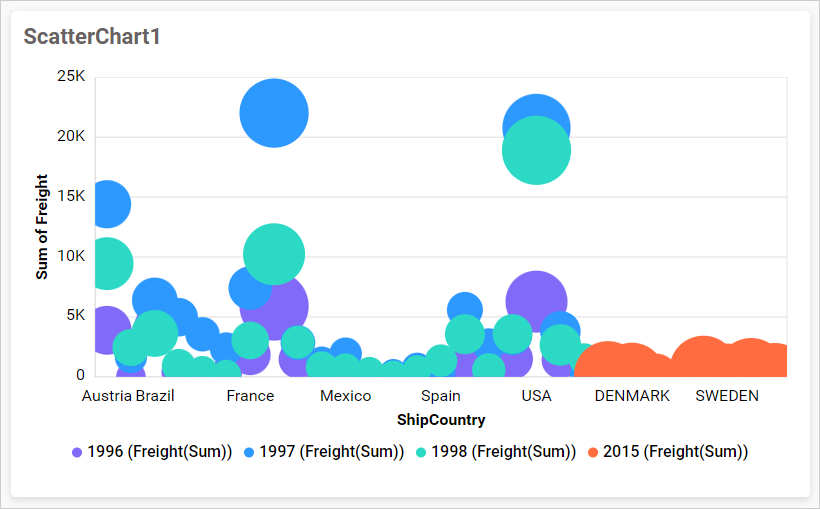 ScatterChart1
25K
20K
15K
10K
5K
0
Sum of Freight
Austria Brazil France Mexico Spain USA DENMARK SWEDEN
ShipCountry
1996 (Freight(Sum)) 1997 (Freight(Sum)) 1998 (Freight(Sum)) 2015 (Freight(Sum))